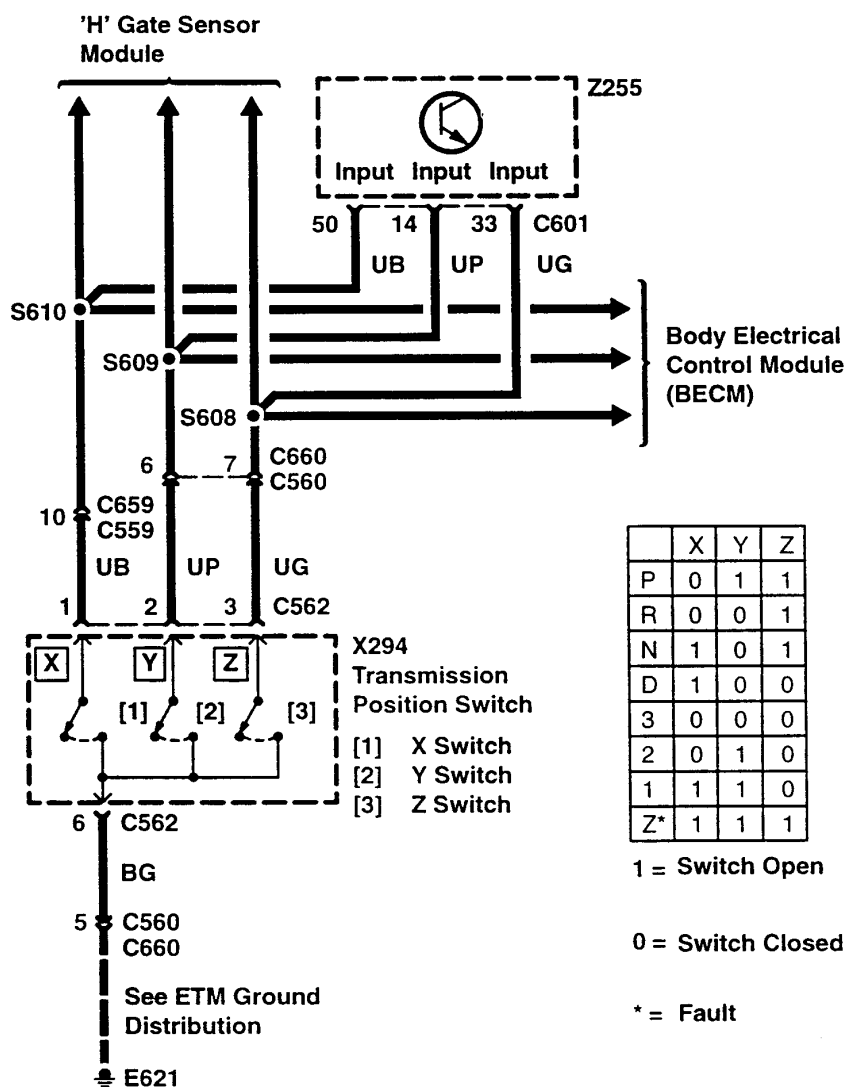 'H' Gate Sensor
Module
Z255
Input Input Input
50 14 33 C601
UB UP UG
S610
S609
S608
Body Electrical
Control Module
(BECM)
6 7 C660
C560
10 C659
C559
UB UP UG
1 2 3 C562
X Y Z
[1] [2] [3]
X294
Transmission
Position Switch
[1] X Switch
[2] Y Switch
[3] Z Switch
6 C562
BG
5 C560
C660
See ETM Ground
Distribution
E621
X Y Z
P 0 1 1
R 0 0 1
N 1 0 1
D 1 0 0
3 0 0 0
2 0 1 0
1 1 1 0
Z* 1 1 1
1 = Switch Open
0 = Switch Closed
* = Fault